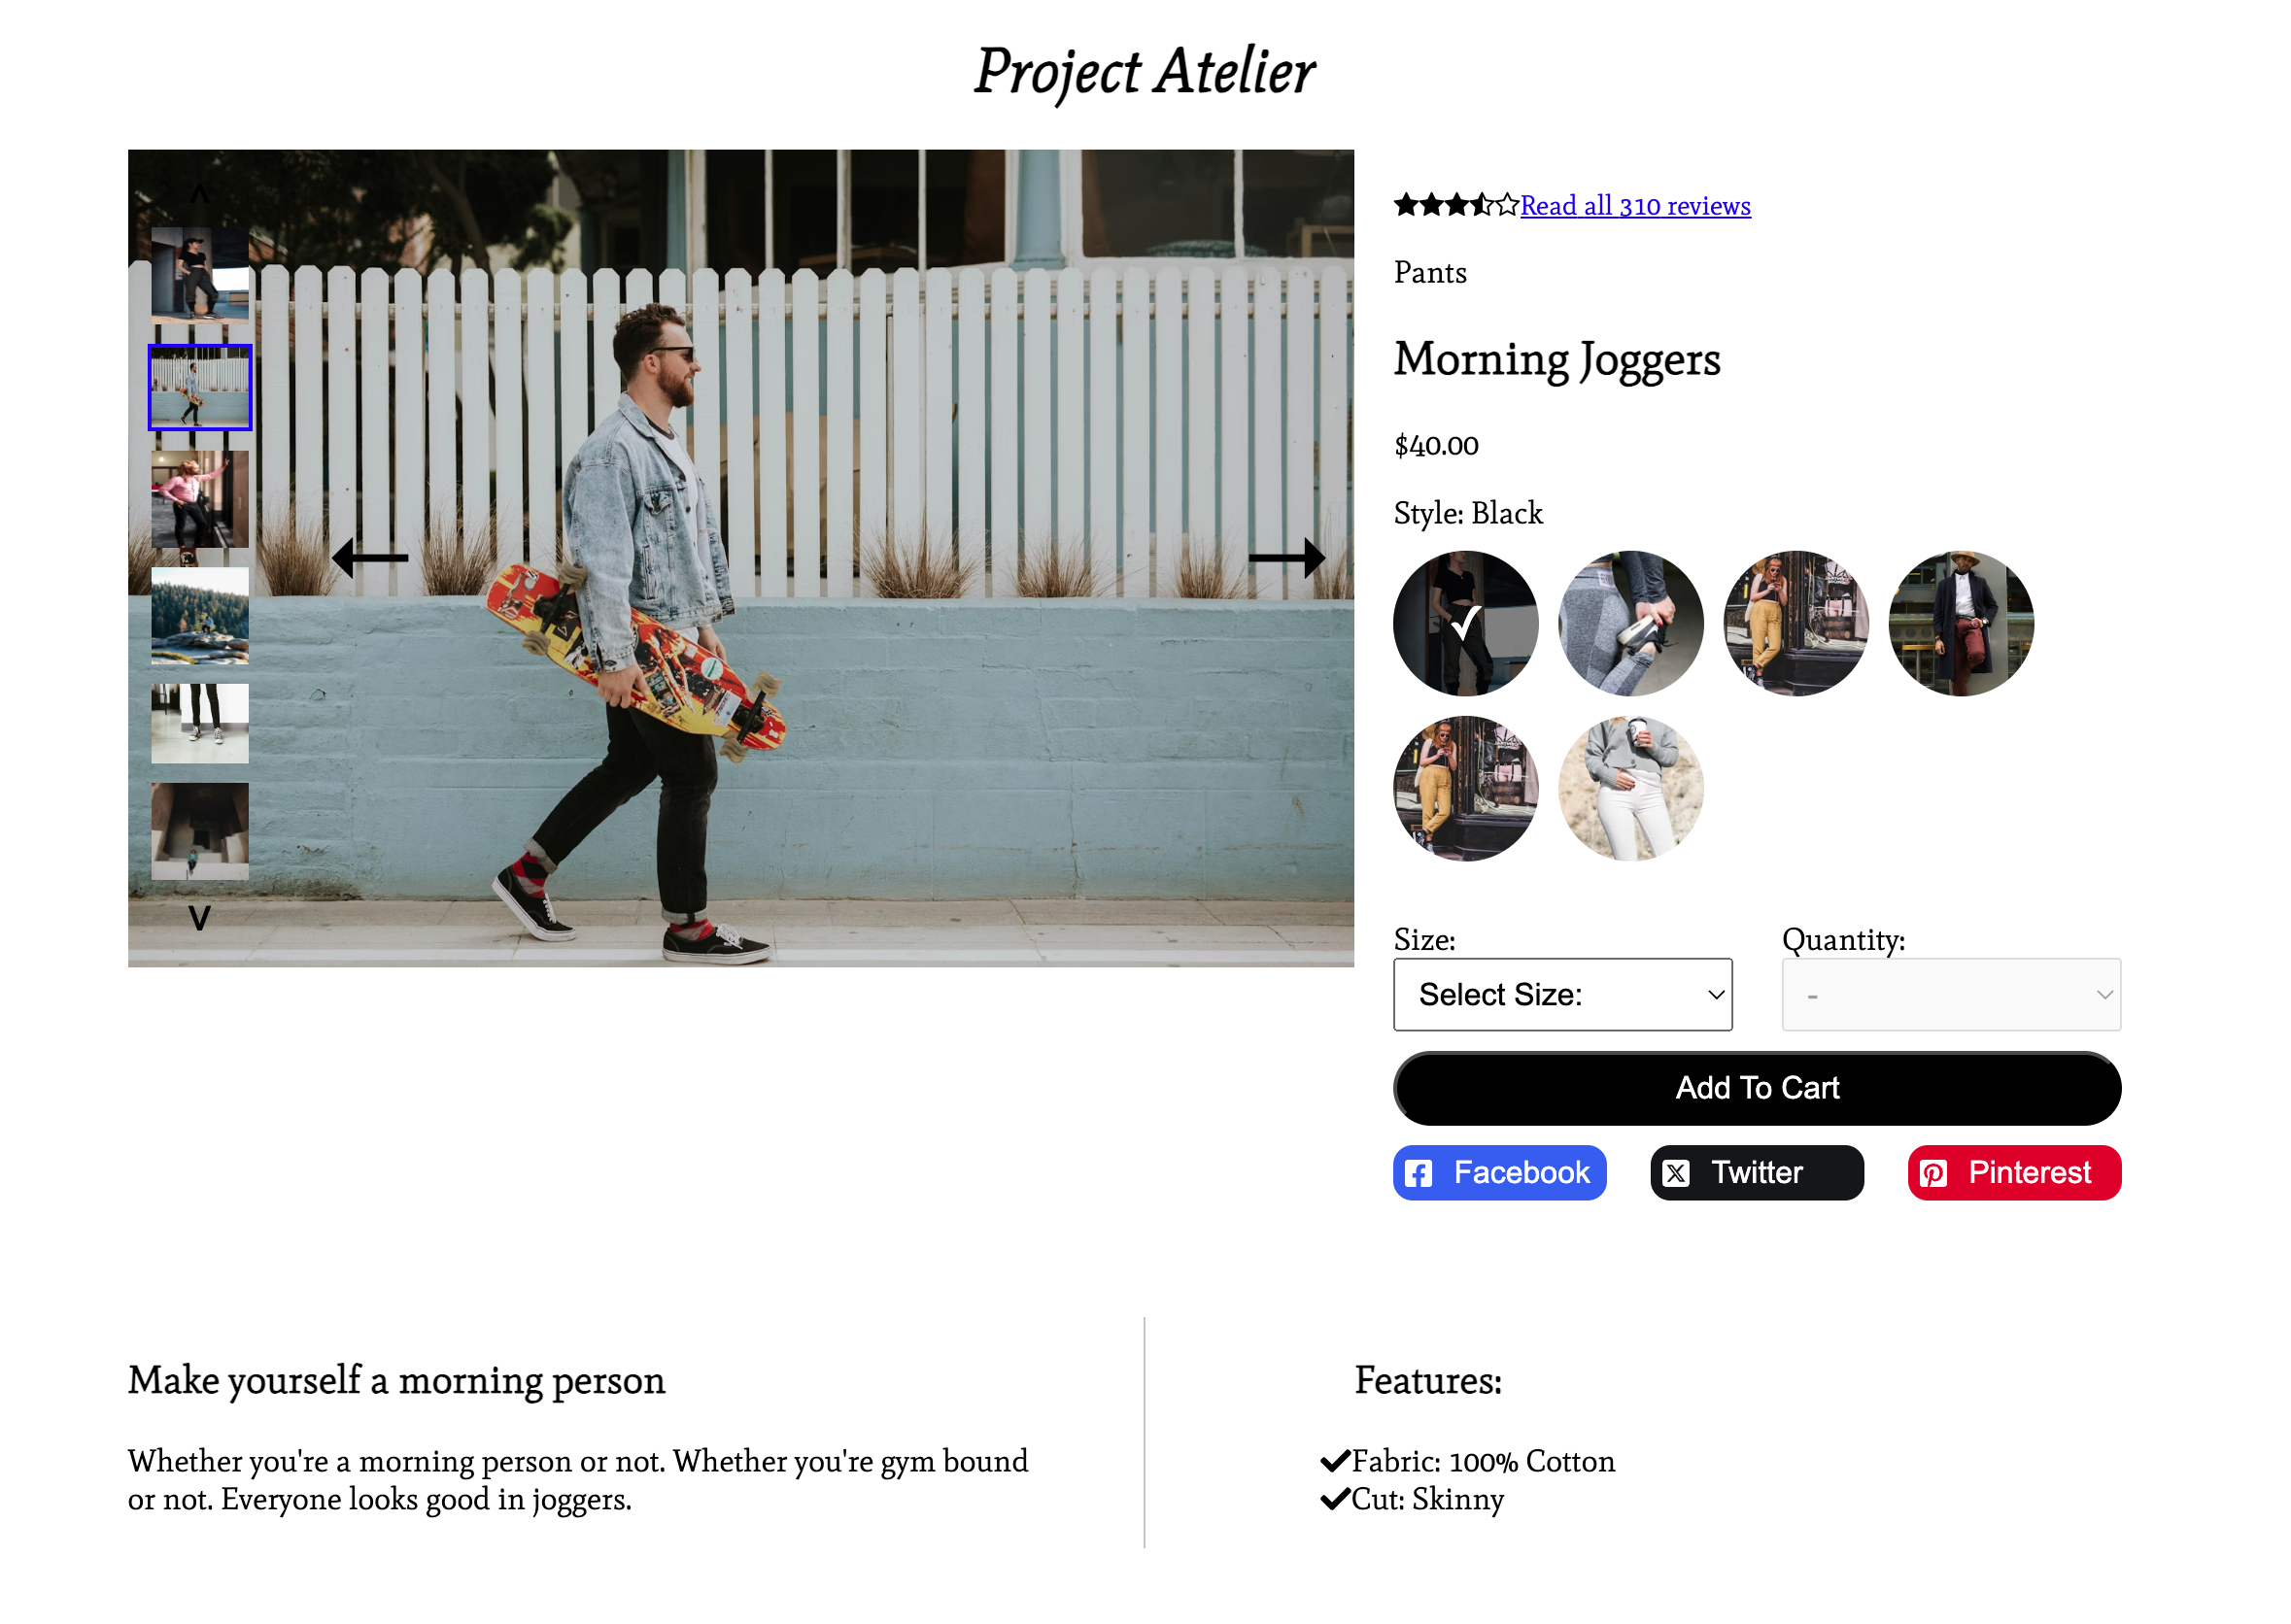 Project Atelier
Read all 310 reviews
Pants
Morning Joggers
$40.00
Style: Black
Size:
Quantity:
Select Size:
-
Add To Cart
Facebook
Twitter
Pinterest
Make yourself a morning person
Whether you're a morning person or not. Whether you're gym bound
or not. Everyone looks good in joggers.
Features:
Fabric: 100% Cotton
Cut: Skinny